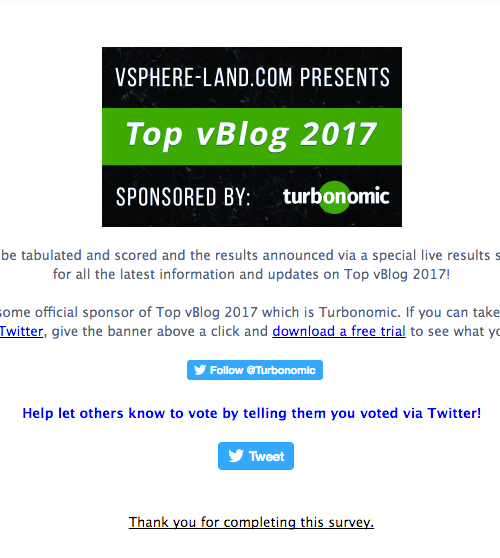 VSPHERE-LAND.COM PRESENTS
Top vBlog 2017
SPONSORED BY: turbonomic
be tabulated and scored and the results announced via a special live results s
for all the latest information and updates on Top vBlog 2017!
some official sponsor of Top vBlog 2017 which is Turbonomic. If you can take
Twitter, give the banner above a click and download a free trial to see what yo
Follow @Turbonomic
Help let others know to vote by telling them you voted via Twitter!
Tweet
Thank you for completing this survey.